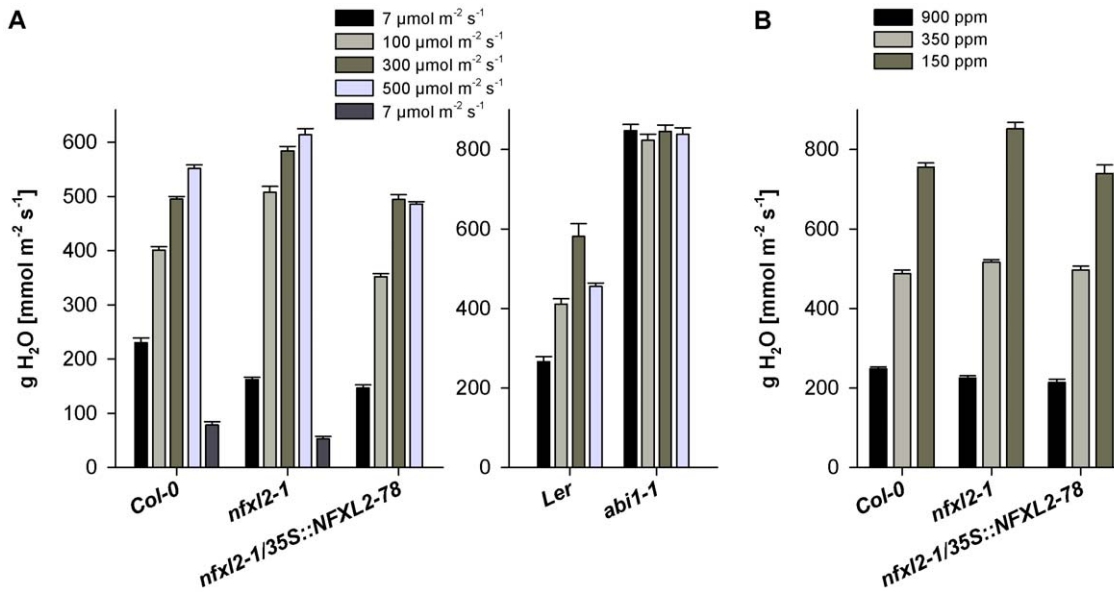 A
7 µmol m⁻² s⁻¹
100 µmol m⁻² s⁻¹
300 µmol m⁻² s⁻¹
500 µmol m⁻² s⁻¹
7 µmol m⁻² s⁻¹
g H₂O [mmol m⁻² s⁻¹]
600
500
400
300
200
100
0
Col-0
nfxl2-1
nfxl2-1/35S::NFXL2-78
800
600
400
200
0
Ler
abi1-1
B
900 ppm
350 ppm
150 ppm
g H₂O [mmol m⁻² s⁻¹]
800
600
400
200
0
Col-0
nfxl2-1
nfxl2-1/35S::NFXL2-78